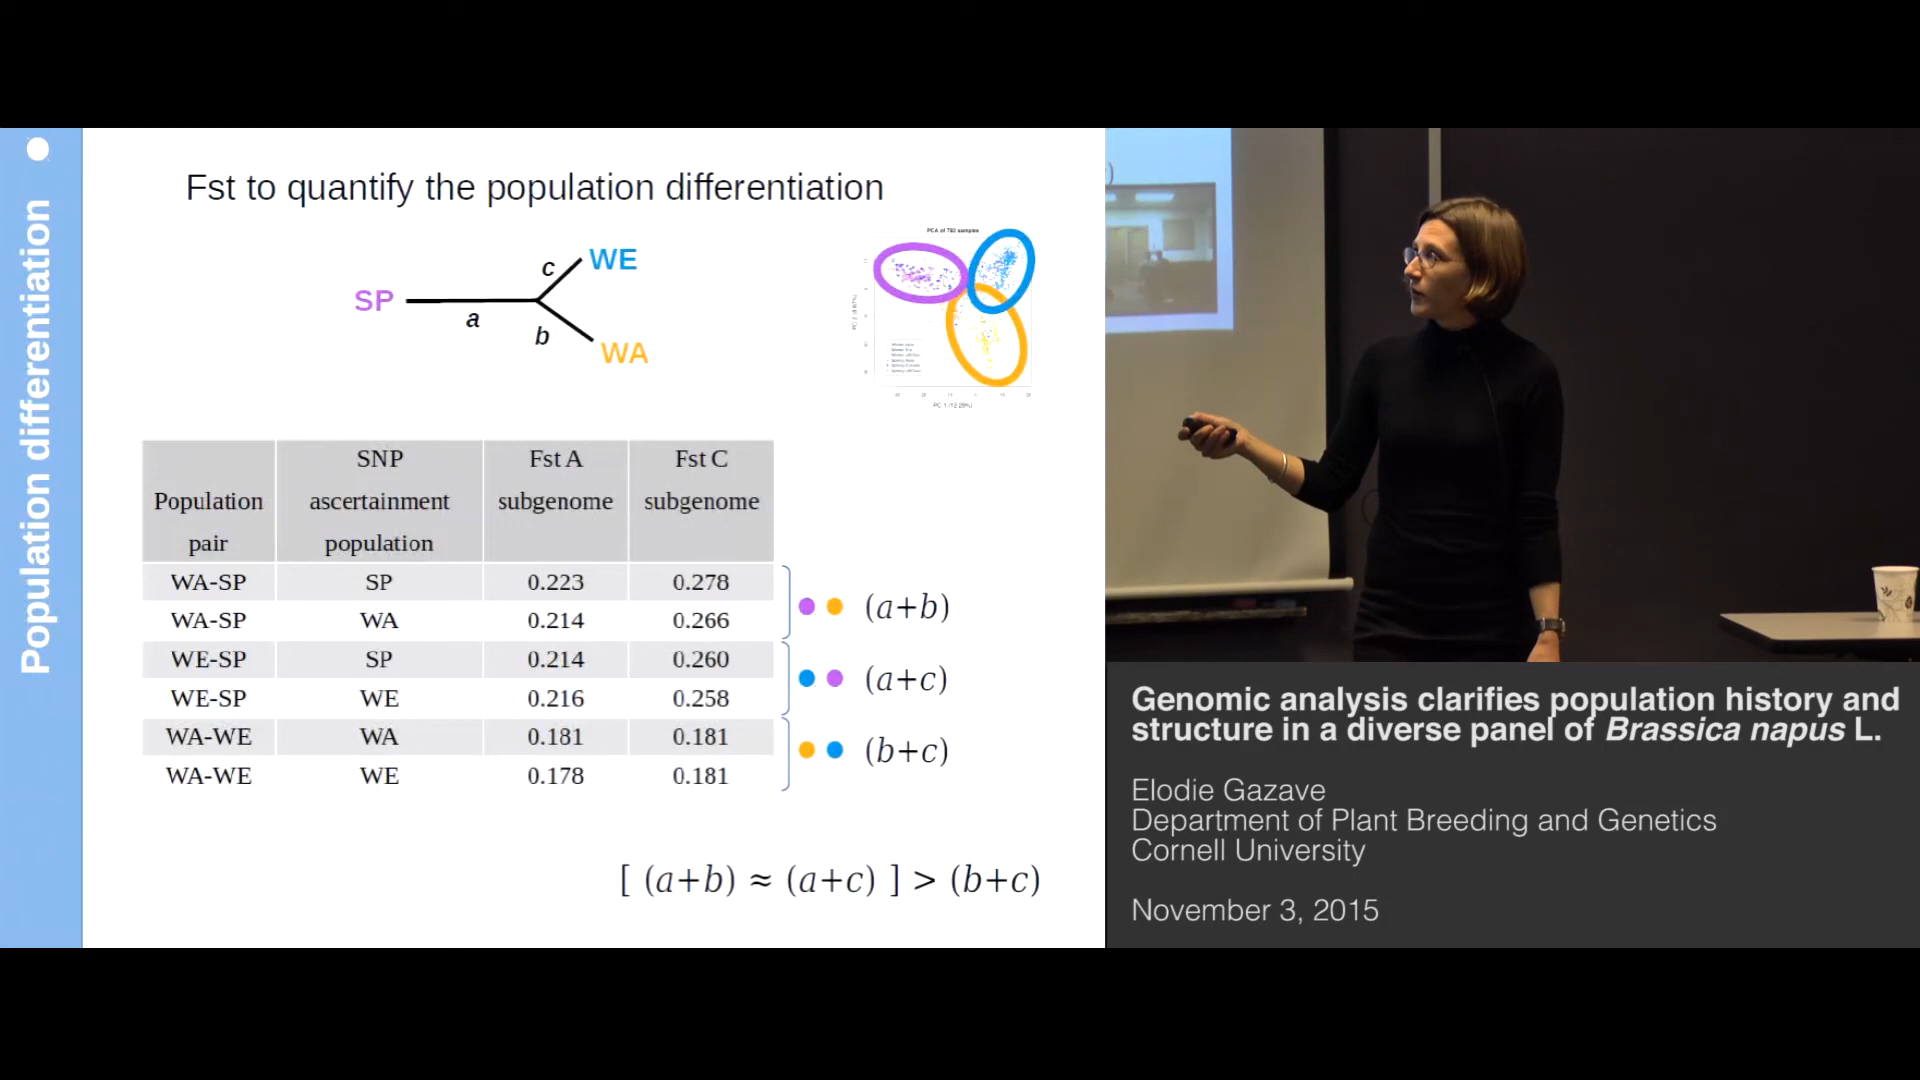 Population differentiation
Fst to quantify the population differentiation
SP
a
b
c
WE
WA
PCA of 782 samples
Population pair
SNP ascertainment population
Fst A subgenome
Fst C subgenome
WA-SP SP 0.223 0.278
WA-SP WA 0.214 0.266
WE-SP SP 0.214 0.260
WE-SP WE 0.216 0.258
WA-WE WA 0.181 0.181
WA-WE WE 0.178 0.181
(a+b)
(a+c)
(b+c)
[ (a+b) ≈ (a+c) ] > (b+c)
Genomic analysis clarifies population history and
structure in a diverse panel of Brassica napus L.
Elodie Gazave
Department of Plant Breeding and Genetics
Cornell University
November 3, 2015